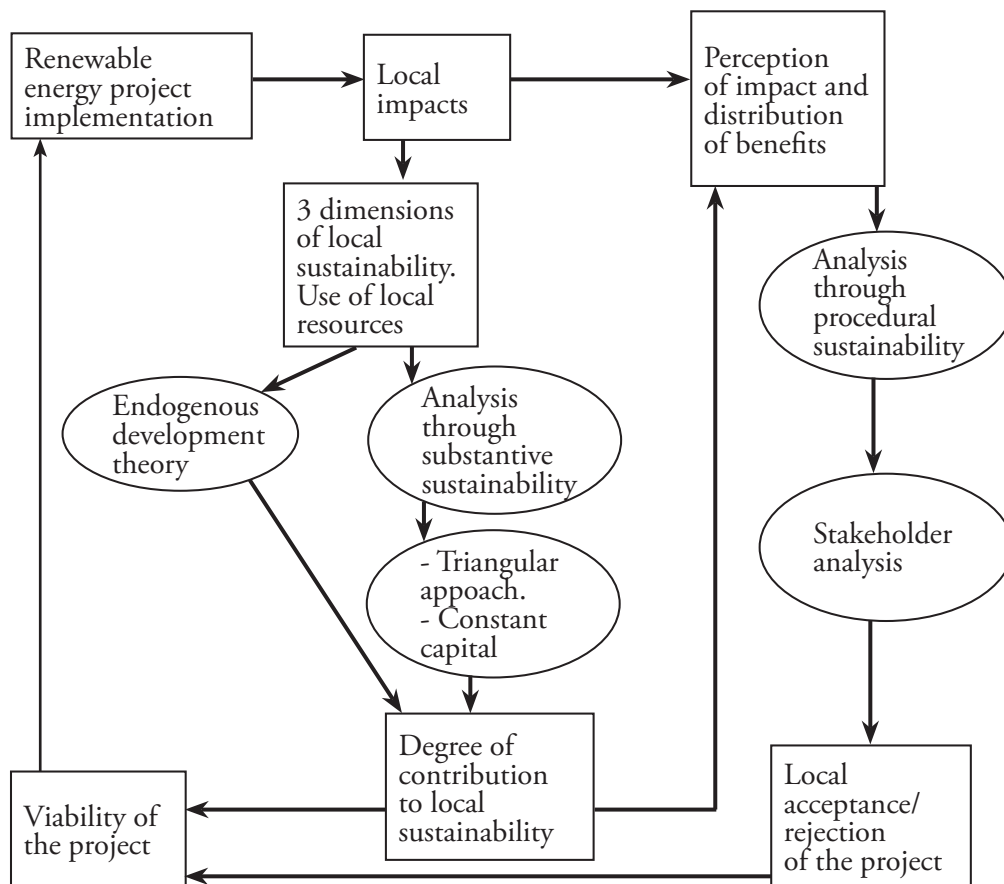 Renewable
energy project
implementation
Local
impacts
Perception
of impact and
distribution
of benefits
3 dimensions
of local
sustainability.
Use of local
resources
Analysis
through
procedural
sustainability
Endogenous
development
theory
Analysis
through
substantive
sustainability
- Triangular
appoach.
- Constant
capital
Stakeholder
analysis
Degree of
contribution
to local
sustainability
Viability of
the project
Local
acceptance/
rejection
of the project